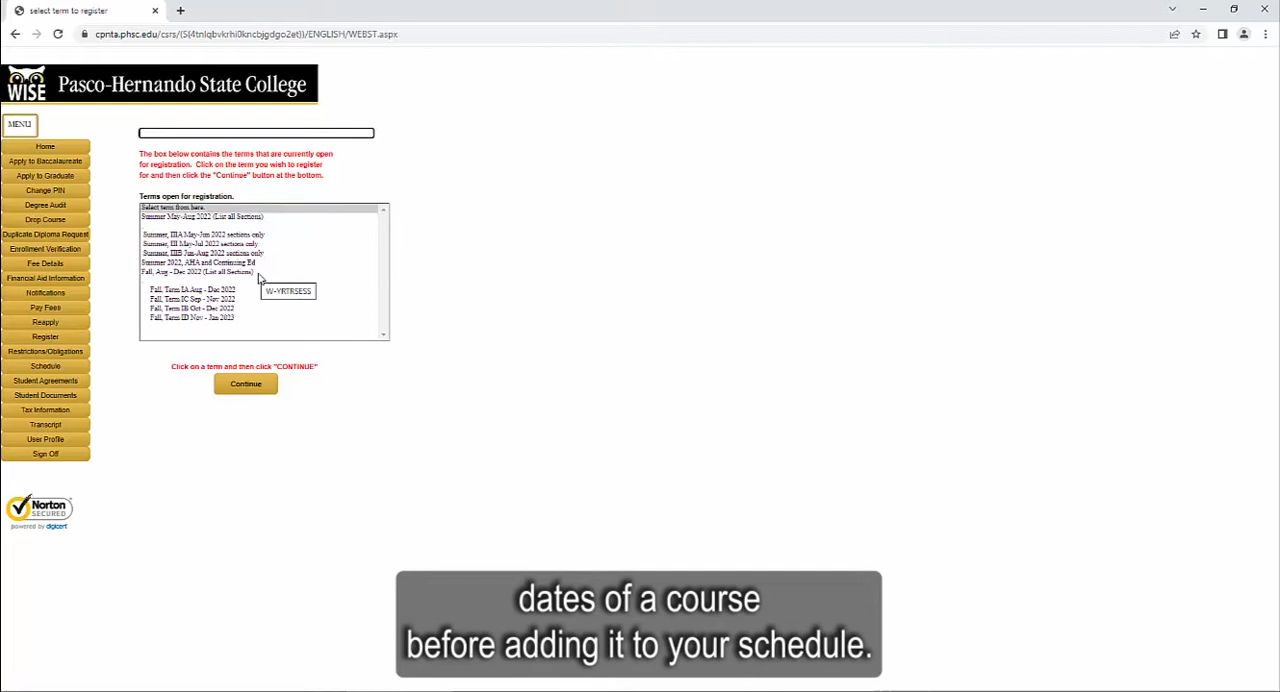 select term to register
cpnta.phsc.edu/csrs/(S(4tnlqbvkrhi0kncbjgdgo2et))/ENGLISH/WEBST.aspx
WISE
Pasco-Hernando State College
MENU
Home
Apply to Baccalaureate
Apply to Graduate
Change PIN
Degree Audit
Drop Course
Duplicate Diploma Request
Enrollment Verification
Fee Details
Financial Aid Information
Notifications
Pay Fees
Reapply
Register
Restrictions/Obligations
Schedule
Student Agreements
Student Documents
Tax Information
Transcript
User Profile
Sign Off
The box below contains the terms that are currently open
for registration. Click on the term you wish to register
for and then click the "Continue" button at the bottom.
Terms open for registration.
Select term from here.
Summer May-Aug 2022 (List all Sections)
Summer, IIIA May-Jun 2022 sections only
Summer, III May-Jul 2022 sections only
Summer, IIIB Jun-Aug 2022 sections only
Summer 2022, AHA and Continuing Ed
Fall, Aug - Dec 2022 (List all Sections)
Fall, Term IA Aug - Dec 2022
Fall, Term IC Sep - Nov 2022
Fall, Term IB Oct - Dec 2022
Fall, Term ID Nov - Jan 2023
W-YRTRSESS
Click on a term and then click "CONTINUE"
Continue
Norton
SECURED
powered by digicert
dates of a course
before adding it to your schedule.